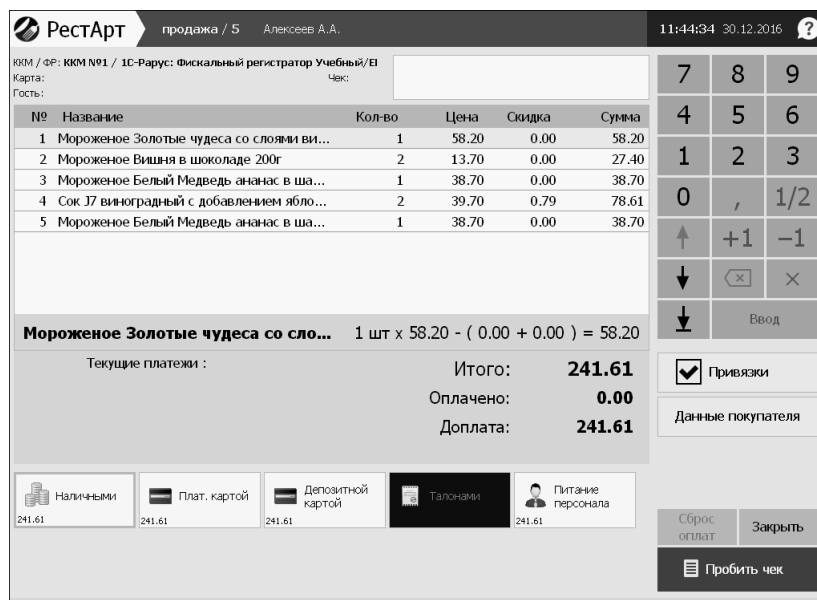 РестАрт продажа / 5 Алексеев А.А. 11:44:34 30.12.2016 ?
ККМ / ФР: ККМ №1 / 1С-Рарус: Фискальный регистратор Учебный/El
Карта: Чек:
Гость:
№ Название Кол-во Цена Скидка Сумма
1 Мороженое Золотые чудеса со слоями ви... 1 58.20 0.00 58.20
2 Мороженое Вишня в шоколаде 200г 2 13.70 0.00 27.40
3 Мороженое Белый Медведь ананас в ша... 1 38.70 0.00 38.70
4 Сок J7 виноградный с добавлением ябло... 2 39.70 0.79 78.61
5 Мороженое Белый Медведь ананас в ша... 1 38.70 0.00 38.70
Мороженое Золотые чудеса со сло... 1 шт x 58.20 - ( 0.00 + 0.00 ) = 58.20
Текущие платежи :
Итого: 241.61
Оплачено: 0.00
Доплата: 241.61
7 8 9
4 5 6
1 2 3
0 , 1/2
+1 −1
×
Ввод
Привязки
Данные покупателя
Наличными
241.61
Плат. картой
241.61
Депозитной
картой
241.61
Талонами
Питание
персонала
241.61
Сброс
оплат
Закрыть
Пробить чек